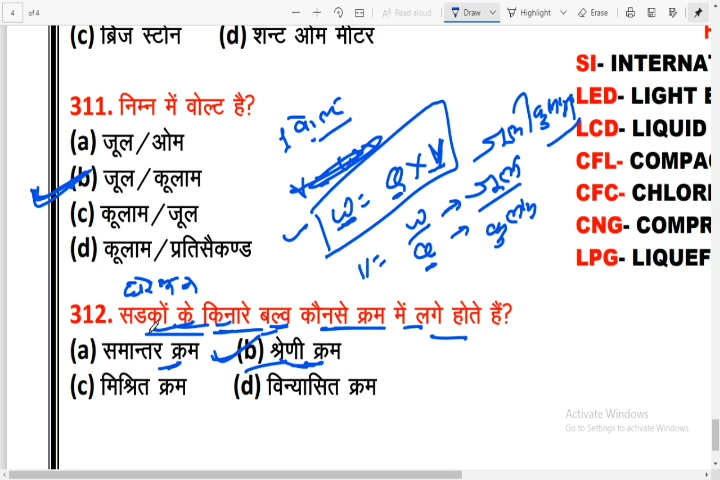 4 of 4
Read aloud
Draw
Highlight
Erase
(c) ब्रिज स्टोन (d) शन्ट ओम मीटर
311. निम्न में वोल्ट है?
(a) जूल/ओम
(b) जूल/कूलाम
(c) कूलाम/जूल
(d) कूलाम/प्रतिसैकण्ड
1 वोल्ट
W = Q × V
V = W
Q
312. सडकों के किनारे बल्व कौनसे क्रम में लगे होते हैं?
(a) समान्तर क्रम (b) श्रेणी क्रम
(c) मिश्रित क्रम (d) विन्यासित क्रम
SI- INTERNAT
LED- LIGHT E
LCD- LIQUID
CFL- COMPAC
CFC- CHLORI
CNG- COMPR
LPG- LIQUEF
Activate Windows
Go to Settings to activate Windows.